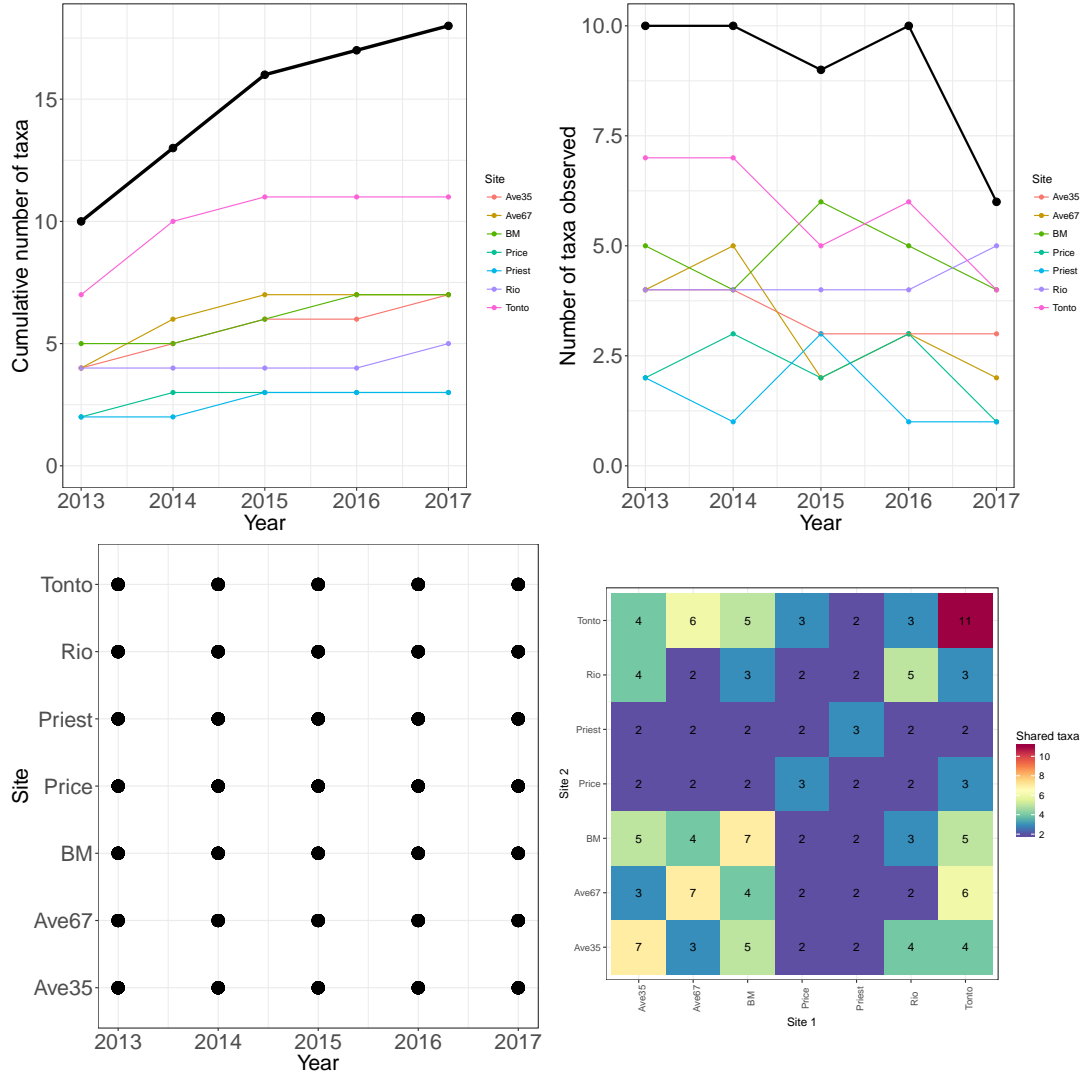 Cumulative number of taxa
15
10
5
0
2013 2014 2015 2016 2017
Year
Site
Ave35
Ave67
BM
Price
Priest
Rio
Tonto
Number of taxa observed
10.0
7.5
5.0
2.5
0.0
2013 2014 2015 2016 2017
Year
Site
Ave35
Ave67
BM
Price
Priest
Rio
Tonto
Site
Tonto
Rio
Priest
Price
BM
Ave67
Ave35
2013 2014 2015 2016 2017
Year
Site 2
Tonto 4 6 5 3 2 3 11
Rio 4 2 3 2 2 5 3
Priest 2 2 2 2 3 2 2
Price 2 2 2 3 2 2 3
BM 5 4 7 2 2 3 5
Ave67 3 7 4 2 2 2 6
Ave35 7 3 5 2 2 4 4
Ave35 Ave67 BM Price Priest Rio Tonto
Site 1
Shared taxa
10
8
6
4
2